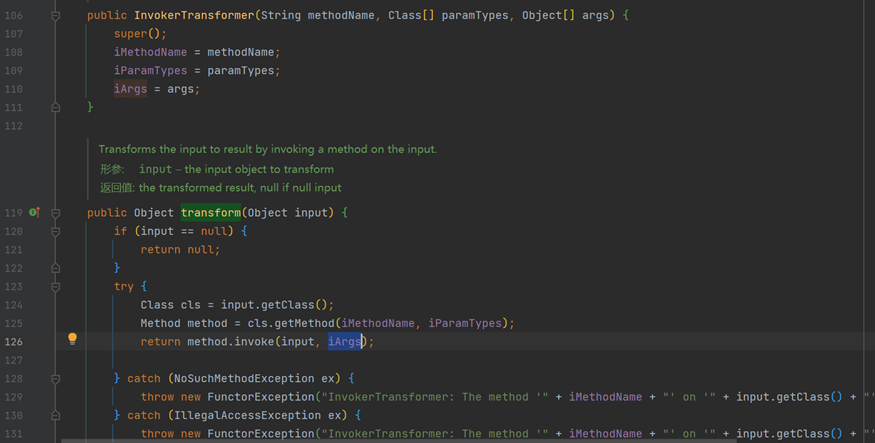 106 public InvokerTransformer(String methodName, Class[] paramTypes, Object[] args) {
107 super();
108 iMethodName = methodName;
109 iParamTypes = paramTypes;
110 iArgs = args;
111 }
112
Transforms the input to result by invoking a method on the input.
形参: input – the input object to transform
返回值: the transformed result, null if null input
119 public Object transform(Object input) {
120 if (input == null) {
121 return null;
122 }
123 try {
124 Class cls = input.getClass();
125 Method method = cls.getMethod(iMethodName, iParamTypes);
126 return method.invoke(input, iArgs);
127
128 } catch (NoSuchMethodException ex) {
129 throw new FunctorException("InvokerTransformer: The method '" + iMethodName + "' on '" + input.getClass() + "'
130 } catch (IllegalAccessException ex) {
131 throw new FunctorException("InvokerTransformer: The method '" + iMethodName + "' on '" + input.getClass() + "'